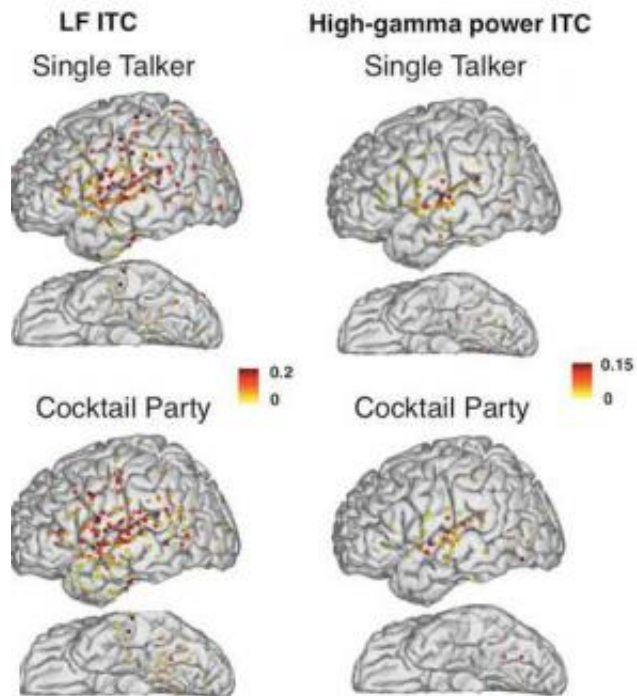 LF ITC
High-gamma power ITC
Single Talker
Single Talker
0.2
0
0.15
0
Cocktail Party
Cocktail Party